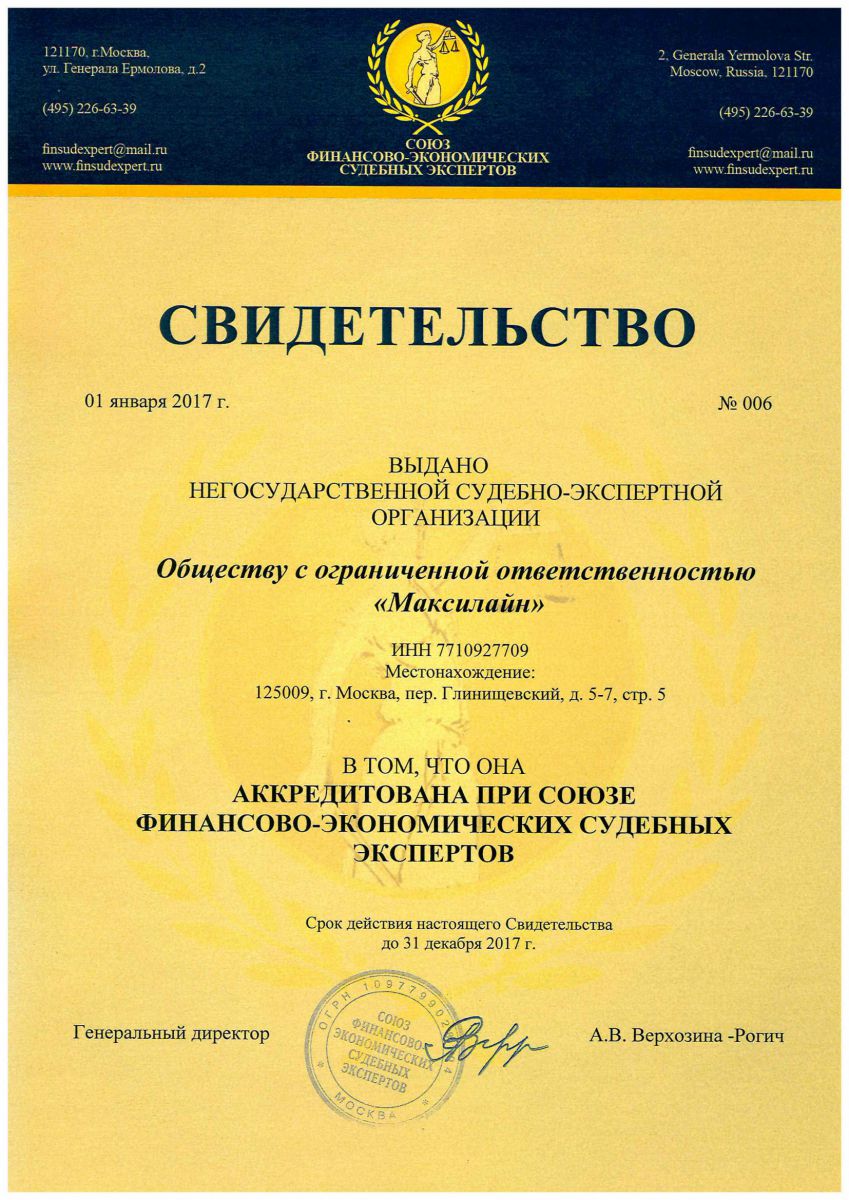 121170, г.Москва,
ул. Генерала Ермолова, д.2
(495) 226-63-39
finsudexpert@mail.ru
www.finsudexpert.ru
СОЮЗ
ФИНАНСОВО-ЭКОНОМИЧЕСКИХ
СУДЕБНЫХ ЭКСПЕРТОВ
2, Generala Yermolova Str,
Moscow, Russia, 121170
(495) 226-63-39
finsudexpert@mail.ru
www.finsudexpert.ru
СВИДЕТЕЛЬСТВО
01 января 2017 г.
№ 006
ВЫДАНО
НЕГОСУДАРСТВЕННОЙ СУДЕБНО-ЭКСПЕРТНОЙ
ОРГАНИЗАЦИИ
Обществу с ограниченной ответственностью
«Максилайн»
ИНН 7710927709
Местонахождение:
125009, г. Москва, пер. Глинищевский, д. 5-7, стр. 5
В ТОМ, ЧТО ОНА
АККРЕДИТОВАНА ПРИ СОЮЗЕ
ФИНАНСОВО-ЭКОНОМИЧЕСКИХ СУДЕБНЫХ
ЭКСПЕРТОВ
Срок действия настоящего Свидетельства
до 31 декабря 2017 г.
Генеральный директор
ОГРН
СОЮЗ
ФИНАНСОВО-
ЭКОНОМИЧЕСКИХ
СУДЕБНЫХ
ЭКСПЕРТОВ
МОСКВА
А.В. Верхозина -Рогич